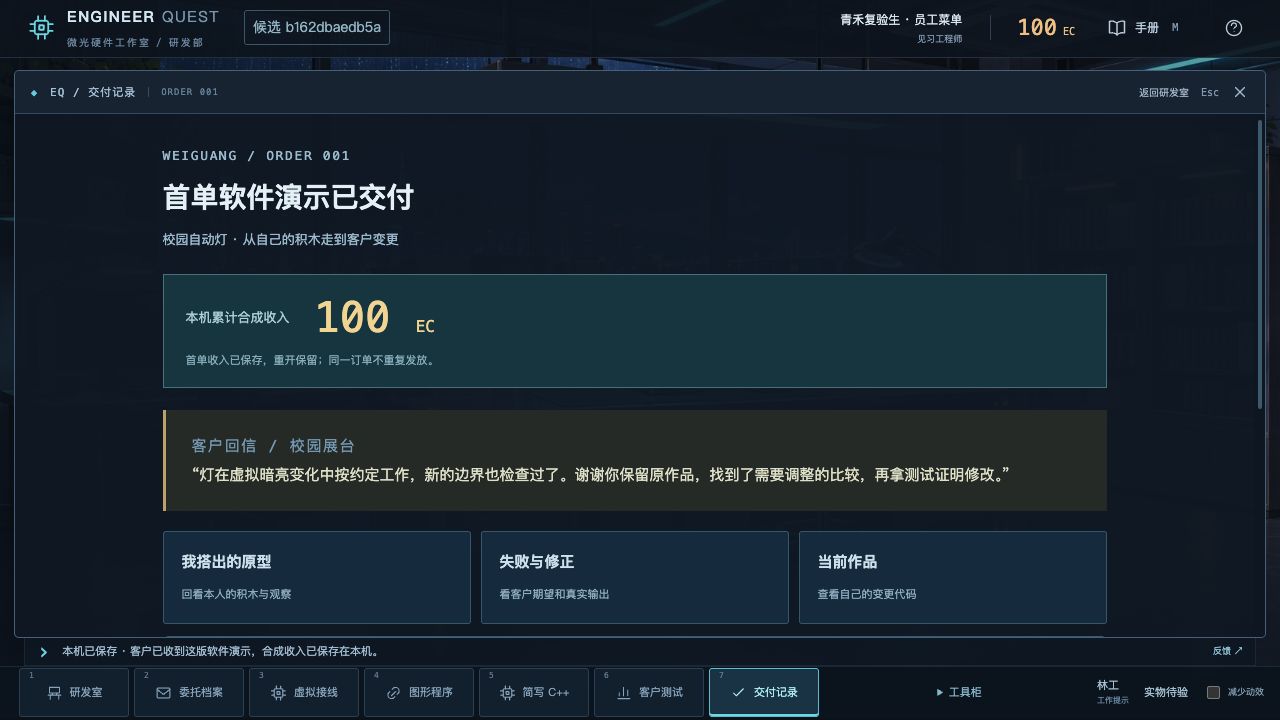 ENGINEER QUEST
微光硬件工作室 / 研发部
候选 b162dbaedb5a
青禾复验生 · 员工菜单
见习工程师
100 EC
手册 M
EQ / 交付记录 | ORDER 001
返回研发室 Esc
WEIGUANG / ORDER 001
首单软件演示已交付
校园自动灯 · 从自己的积木走到客户变更
本机累计合成收入 100 EC
首单收入已保存，重开保留；同一订单不重复发放。
客户回信 / 校园展台
“灯在虚拟暗亮变化中按约定工作，新的边界也检查过了。谢谢你保留原作品，找到了需要调整的比较，再拿测试证明修改。”
我搭出的原型
回看本人的积木与观察
失败与修正
看客户期望和真实输出
当前作品
查看自己的变更代码
本机已保存 · 客户已收到这版软件演示，合成收入已保存在本机。
反馈 ↗
1 研发室
2 委托档案
3 虚拟接线
4 图形程序
5 简写 C++
6 客户测试
7 交付记录
工具柜
林工
工作提示
实物待验
减少动效